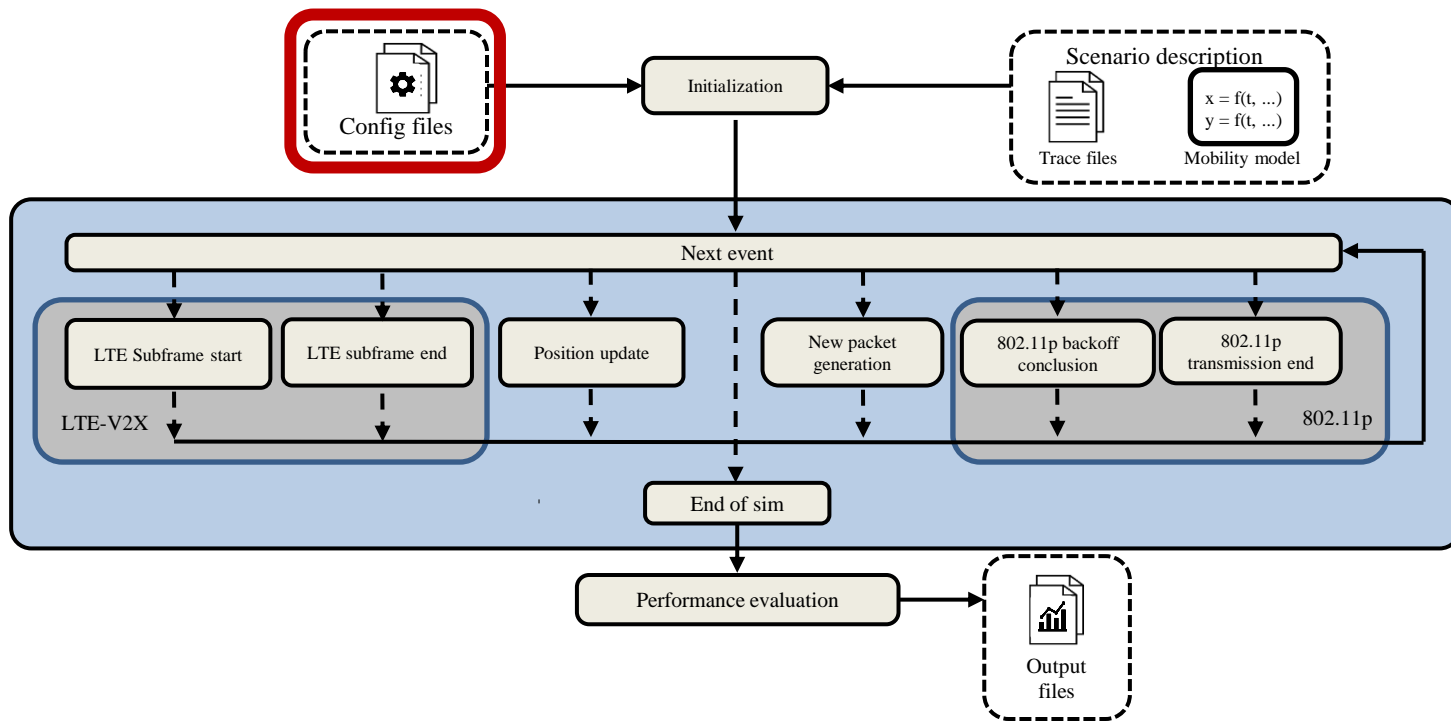 Config files
Initialization
Scenario description
x = f(t, ...)
y = f(t, ...)
Trace files
Mobility model
Next event
LTE Subframe start
LTE subframe end
Position update
New packet
generation
802.11p backoff
conclusion
802.11p
transmission end
LTE-V2X
802.11p
End of sim
Performance evaluation
Output
files